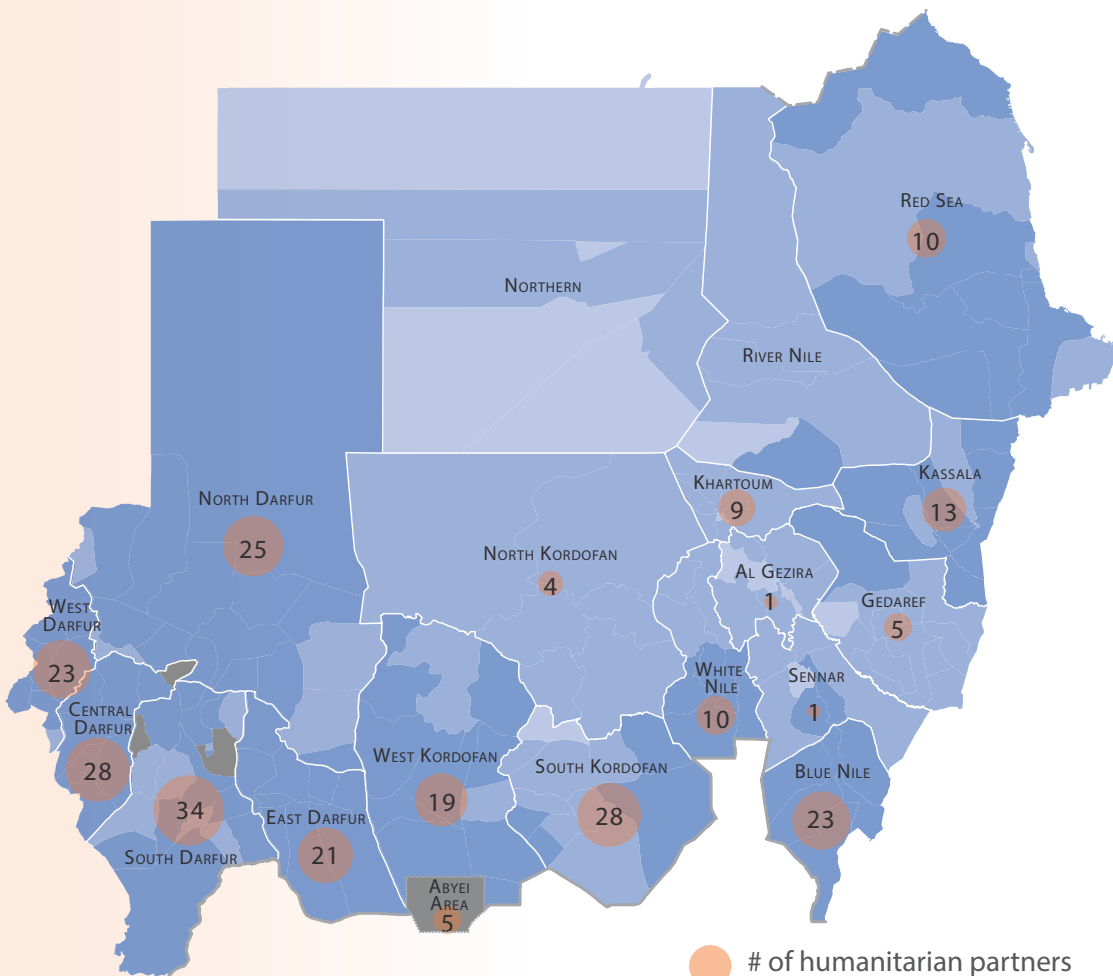 RED SEA
10
NORTHERN
RIVER NILE
KHARTOUM
9
KASSALA
13
NORTH DARFUR
25
NORTH KORDOFAN
4
AL GEZIRA
1
GEDAREF
5
WEST
DARFUR
23
WHITE
NILE
10
SENNAR
1
CENTRAL
DARFUR
28
WEST KORDOFAN
19
SOUTH KORDOFAN
28
BLUE NILE
23
34
SOUTH DARFUR
EAST DARFUR
21
ABYEI
AREA
5
# of humanitarian partners